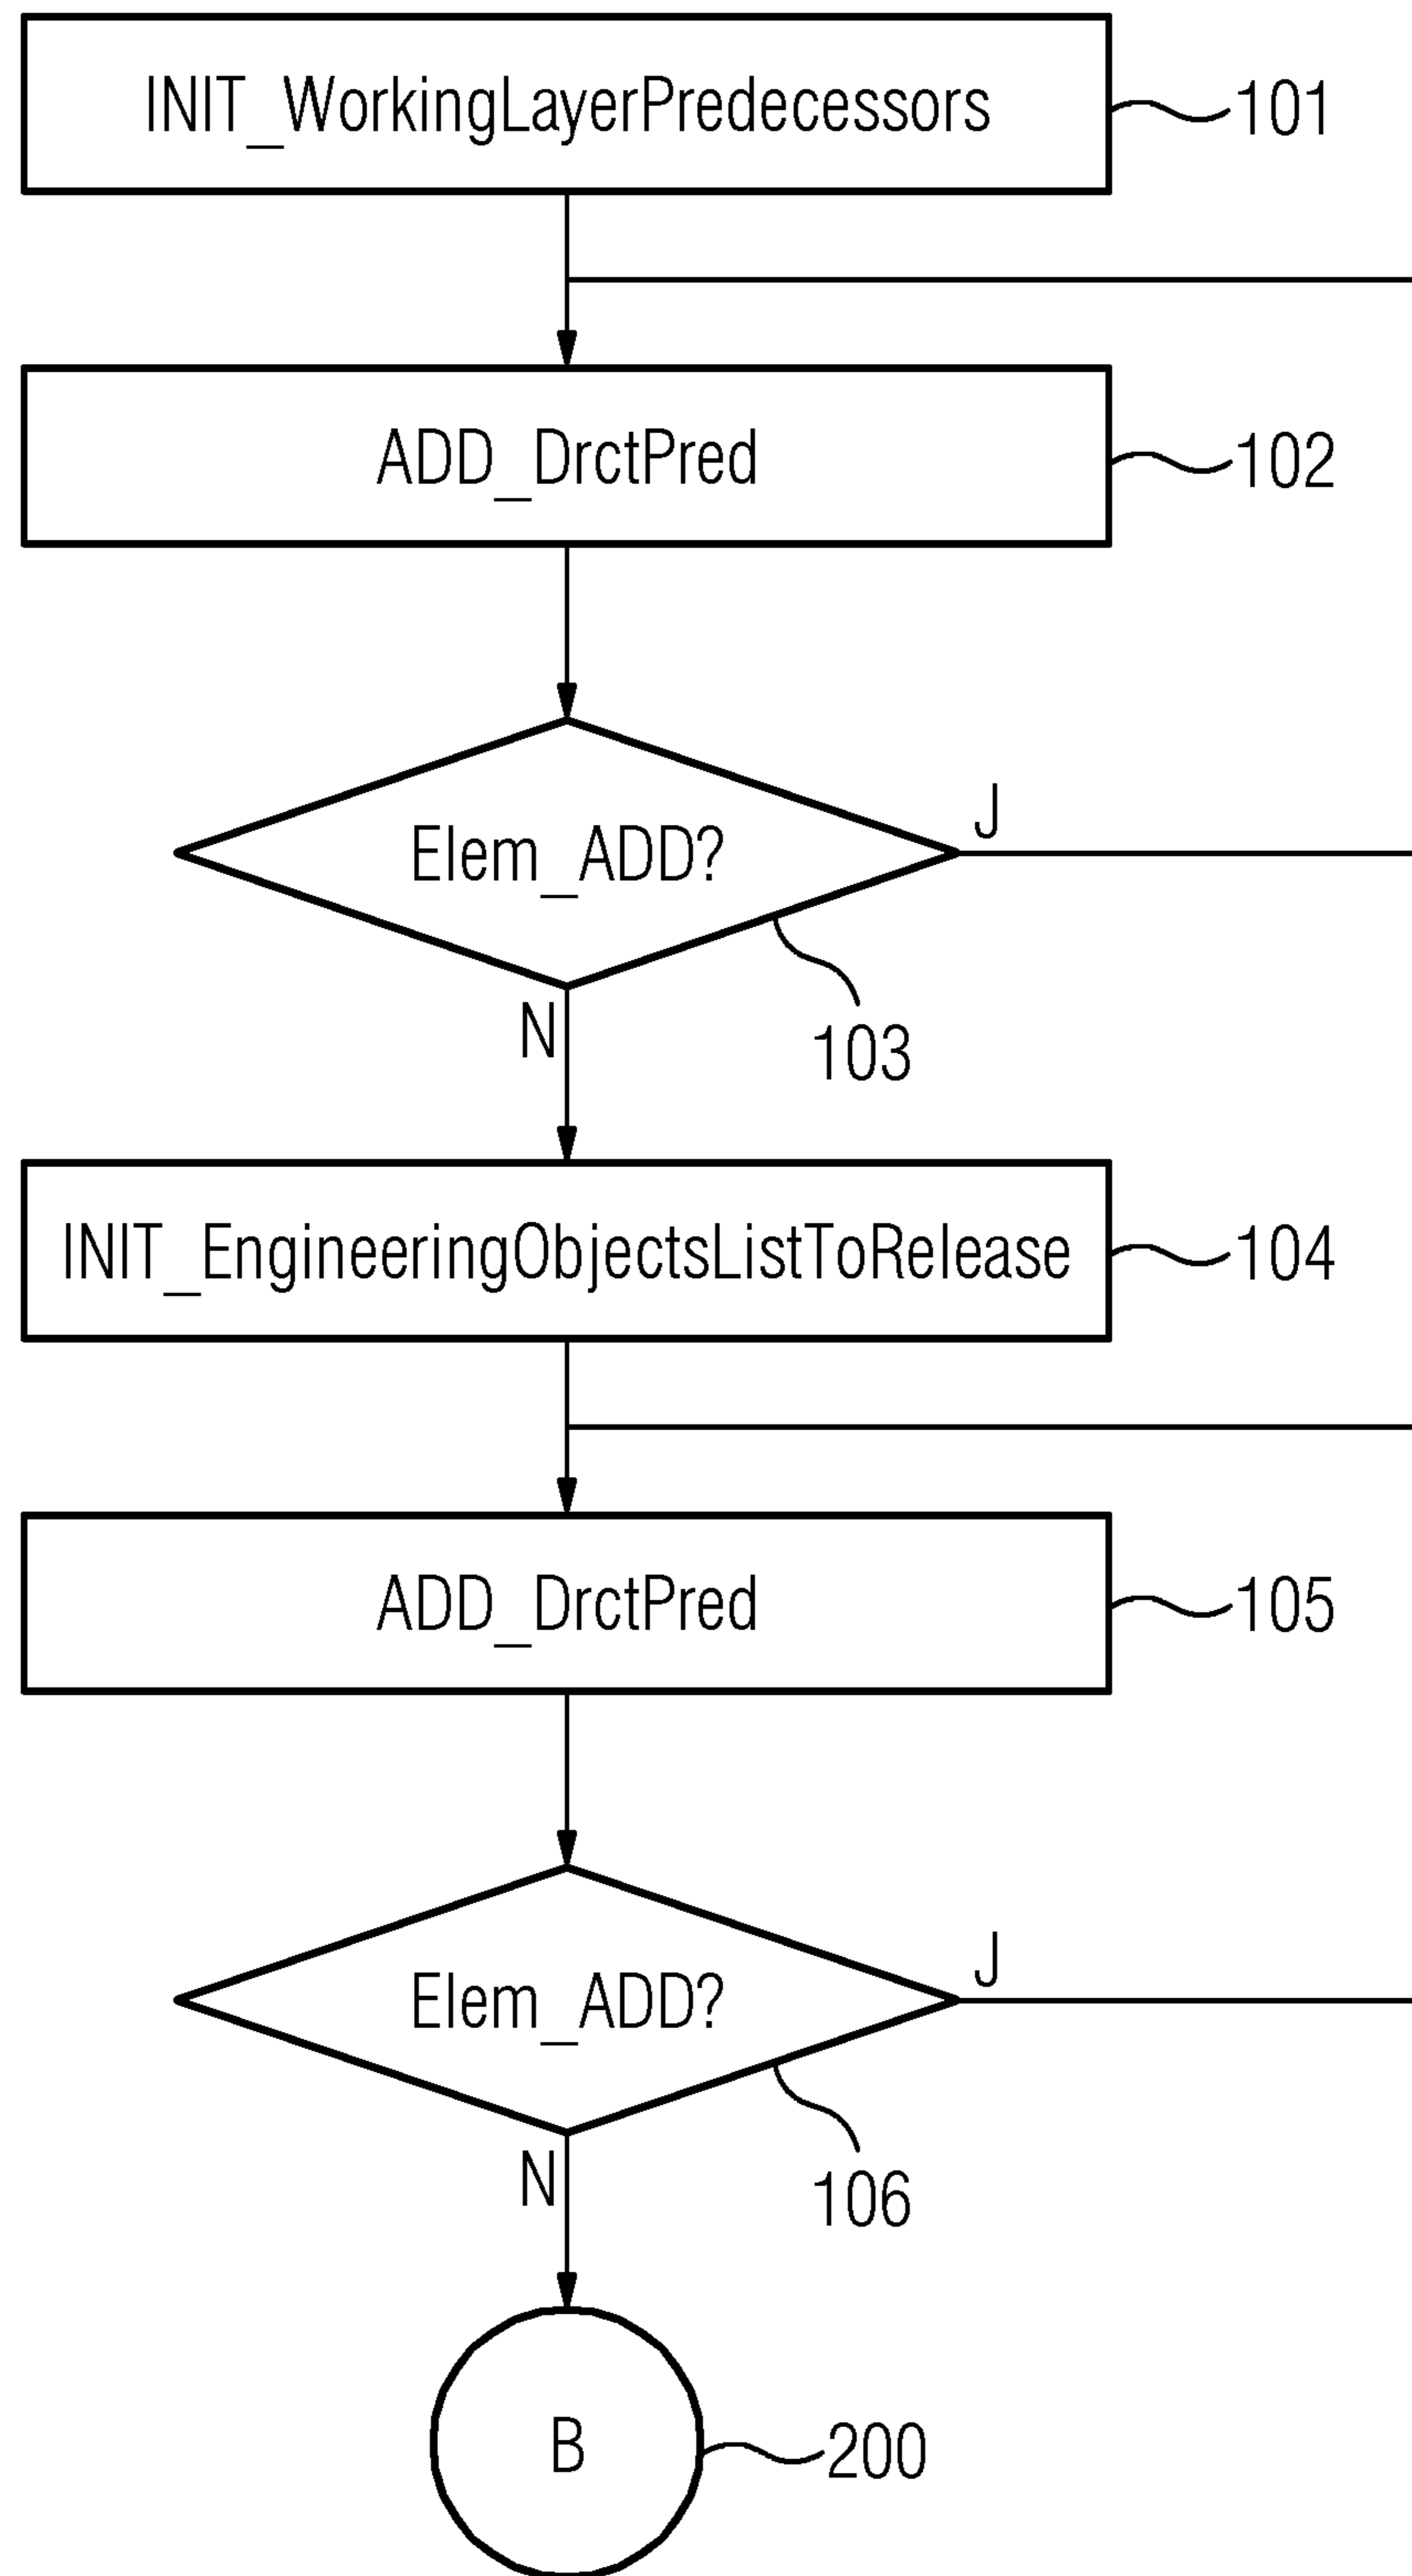 INIT_WorkingLayerPredecessors
101
ADD_DrctPred
102
Elem_ADD?
J
103
N
INIT_EngineeringObjectsListToRelease
104
ADD_DrctPred
105
Elem_ADD?
J
106
N
B
200